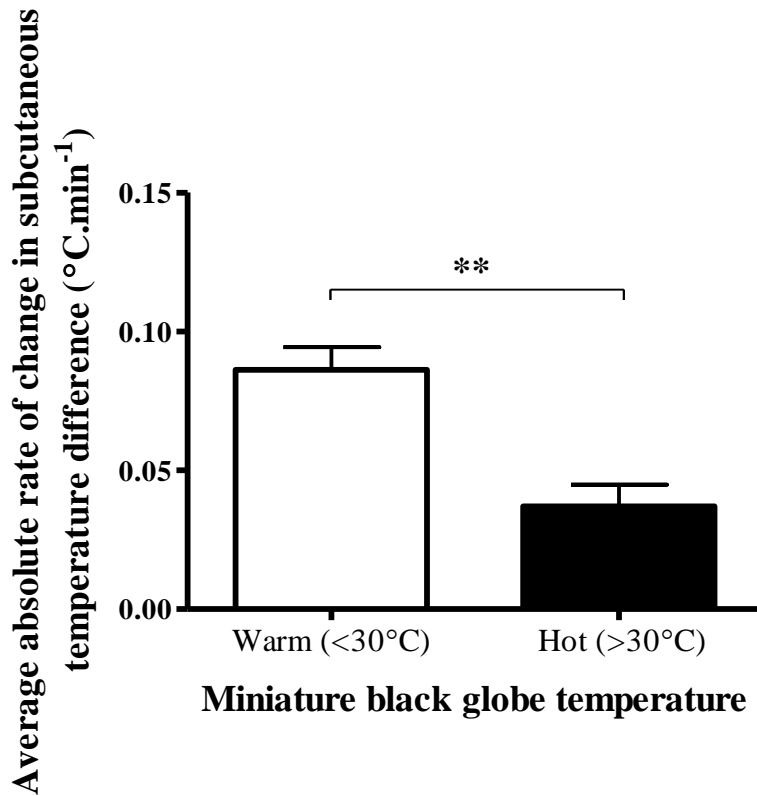 Average absolute rate of change in subcutaneous
temperature difference (°C.min⁻¹)
0.15
**
0.10
0.05
0.00
Warm (<30°C) Hot (>30°C)
Miniature black globe temperature